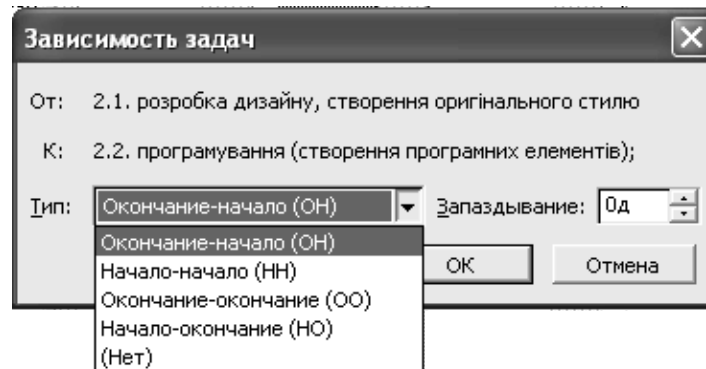 Зависимость задач
От: 2.1. розробка дизайну, створення оригінального стилю
К: 2.2. програмування (створення програмних елементів);
Тип: Окончание-начало (ОН) Запаздывание: 0д
Окончание-начало (ОН)
Начало-начало (НН)
Окончание-окончание (ОО)
Начало-окончание (НО)
(Нет)
ОК Отмена